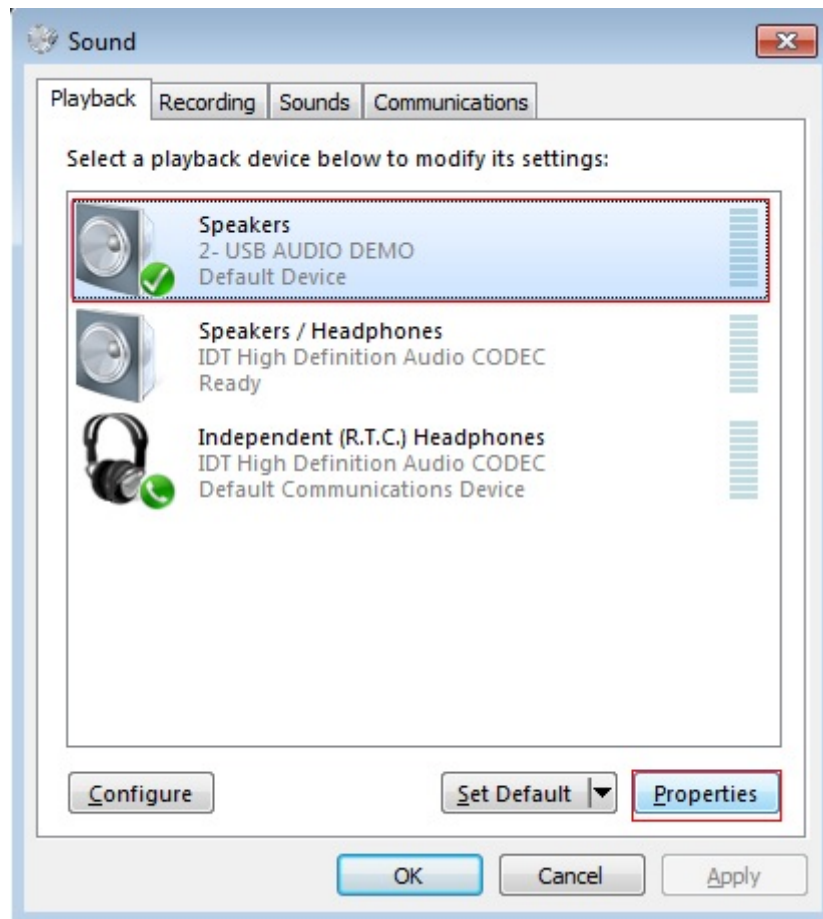 Sound
Playback Recording Sounds Communications
Select a playback device below to modify its settings:
Speakers
2- USB AUDIO DEMO
Default Device
Speakers / Headphones
IDT High Definition Audio CODEC
Ready
Independent (R.T.C.) Headphones
IDT High Definition Audio CODEC
Default Communications Device
Configure Set Default Properties
OK Cancel Apply